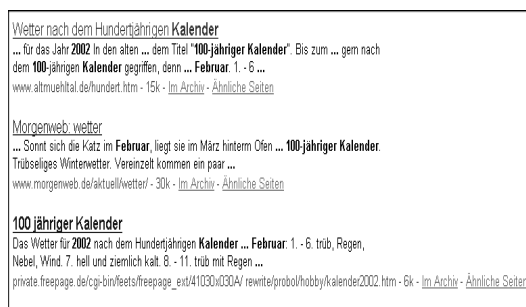 Wetter nach dem Hundertjährigen Kalender
... für das Jahr 2002 In den alten ... dem Titel "100-jähriger Kalender". Bis zum ... gern nach
dem 100-jährigen Kalender gegriffen, denn ... Februar. 1. - 6 ...
www.altmuehltal.de/hundert.htm - 15k - Im Archiv - Ähnliche Seiten
Morgenweb: wetter
... Sonnt sich die Katz im Februar, liegt sie im März hinterm Ofen ... 100-jähriger Kalender.
Trübseliges Winterwetter. Vereinzelt kommen ein paar ...
www.morgenweb.de/aktuell/wetter/ - 30k - Im Archiv - Ähnliche Seiten
100 jähriger Kalender
Das Wetter für 2002 nach dem Hundertjährigen Kalender ... Februar: 1. - 6. trüb, Regen,
Nebel, Wind. 7. hell und ziemlich kalt. 8. - 11. trüb mit Regen ...
private.freepage.de/cgi-bin/feets/freepage_ext/41030x030A/ rewrite/probol/hobby/kalender2002.htm - 6k - Im Archiv - Ähnliche Seiten